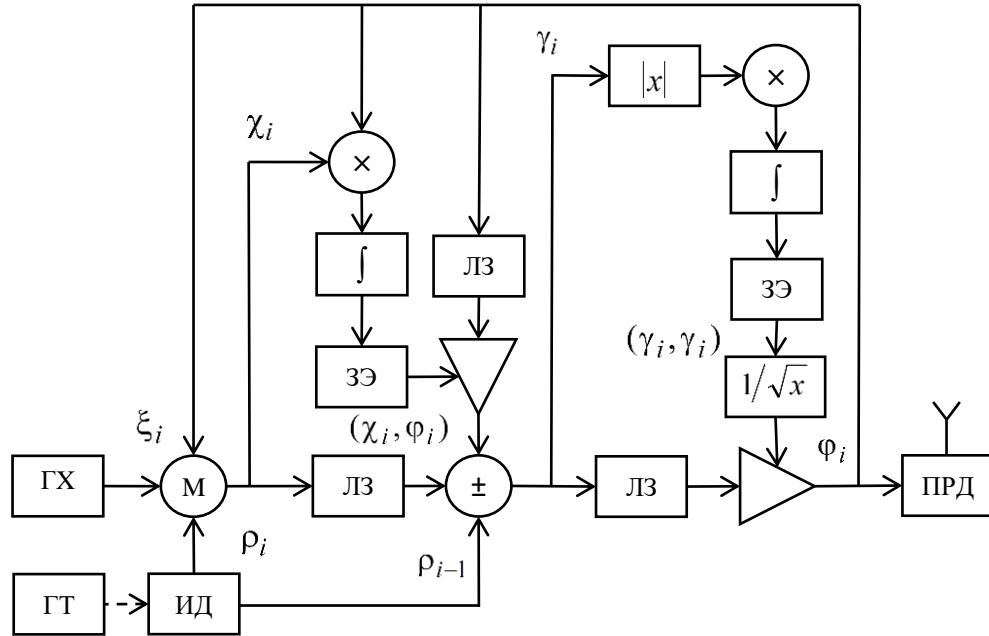 γᵢ
|x|
×
χᵢ
×
∫
∫
ЛЗ
ЗЭ
(γᵢ, γᵢ)
ЗЭ
1/√x
ξᵢ
(χᵢ, φᵢ)
φᵢ
ГХ
М
ЛЗ
±
ЛЗ
ПРД
ρᵢ
ρᵢ₋₁
ГТ
ИД